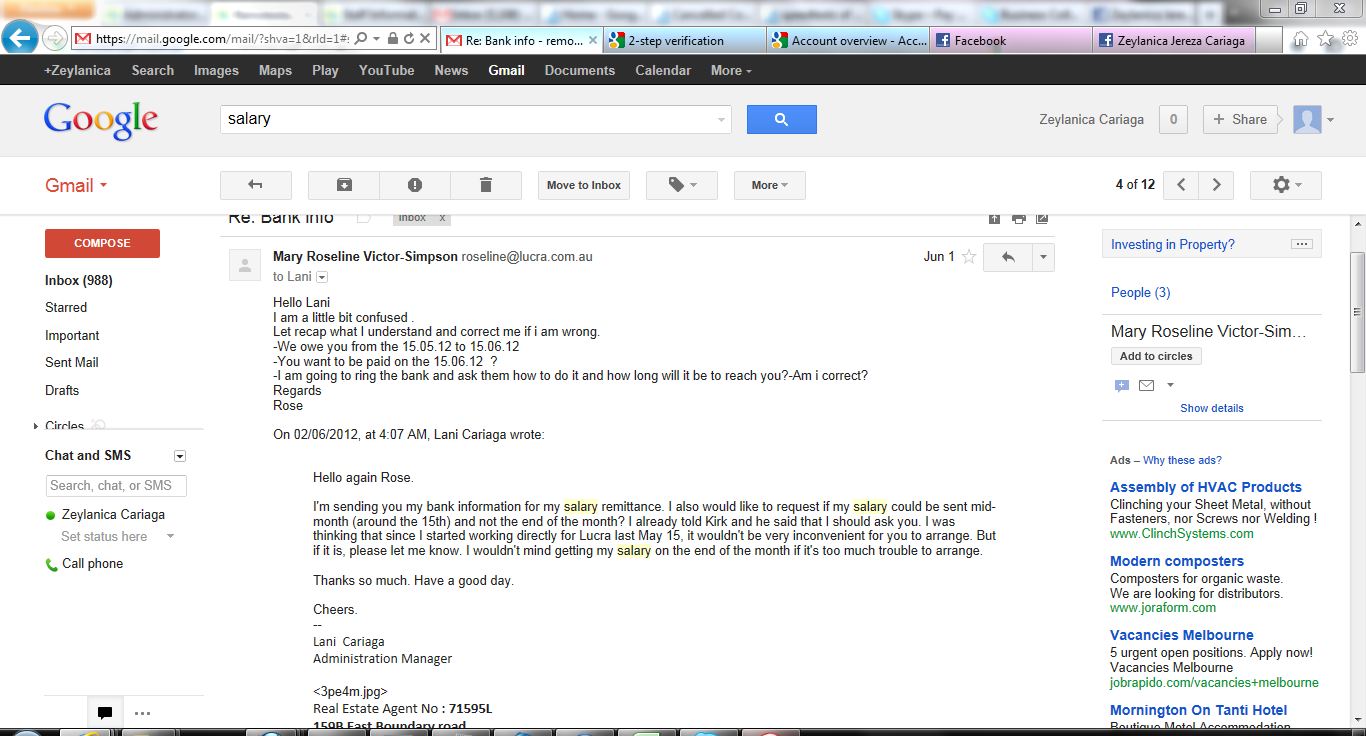 https://mail.google.com/mail/?shva=1&rld=1#
Re: Bank info - remo...
2-step verification
Account overview - Acc...
Facebook
Zeylanica Jereza Cariaga
+Zeylanica Search Images Maps Play YouTube News Gmail Documents Calendar More
Google
salary
Zeylanica Cariaga
0
+ Share
Gmail
Move to Inbox
More
4 of 12
Re: Bank info
Inbox x
COMPOSE
Inbox (988)
Starred
Important
Sent Mail
Drafts
Circles
Chat and SMS
Search, chat, or SMS
Zeylanica Cariaga
Set status here
Call phone
Mary Roseline Victor-Simpson roseline@lucra.com.au
Jun 1
to Lani
Hello Lani
I am a little bit confused .
Let recap what I understand and correct me if i am wrong.
-We owe you from the 15.05.12 to 15.06.12
-You want to be paid on the 15.06.12 ?
-I am going to ring the bank and ask them how to do it and how long will it be to reach you?-Am i correct?
Regards
Rose
On 02/06/2012, at 4:07 AM, Lani Cariaga wrote:
Hello again Rose.
I'm sending you my bank information for my salary remittance. I also would like to request if my salary could be sent mid-
month (around the 15th) and not the end of the month? I already told Kirk and he said that I should ask you. I was
thinking that since I started working directly for Lucra last May 15, it wouldn't be very inconvenient for you to arrange. But
if it is, please let me know. I wouldn't mind getting my salary on the end of the month if it's too much trouble to arrange.
Thanks so much. Have a good day.
Cheers.
--
Lani Cariaga
Administration Manager
<3pe4m.jpg>
Real Estate Agent No : 71595L
159B East Boundary road
Investing in Property?
People (3)
Mary Roseline Victor-Sim...
Add to circles
Show details
Ads – Why these ads?
Assembly of HVAC Products
Clinching your Sheet Metal, without
Fasteners, nor Screws nor Welding !
www.ClinchSystems.com
Modern composters
Composters for organic waste.
We are looking for distributors.
www.joraform.com
Vacancies Melbourne
5 urgent open positions. Apply now!
Vacancies Melbourne
jobrapido.com/vacancies+melbourne
Mornington On Tanti Hotel
Boutique Motel Accommodation